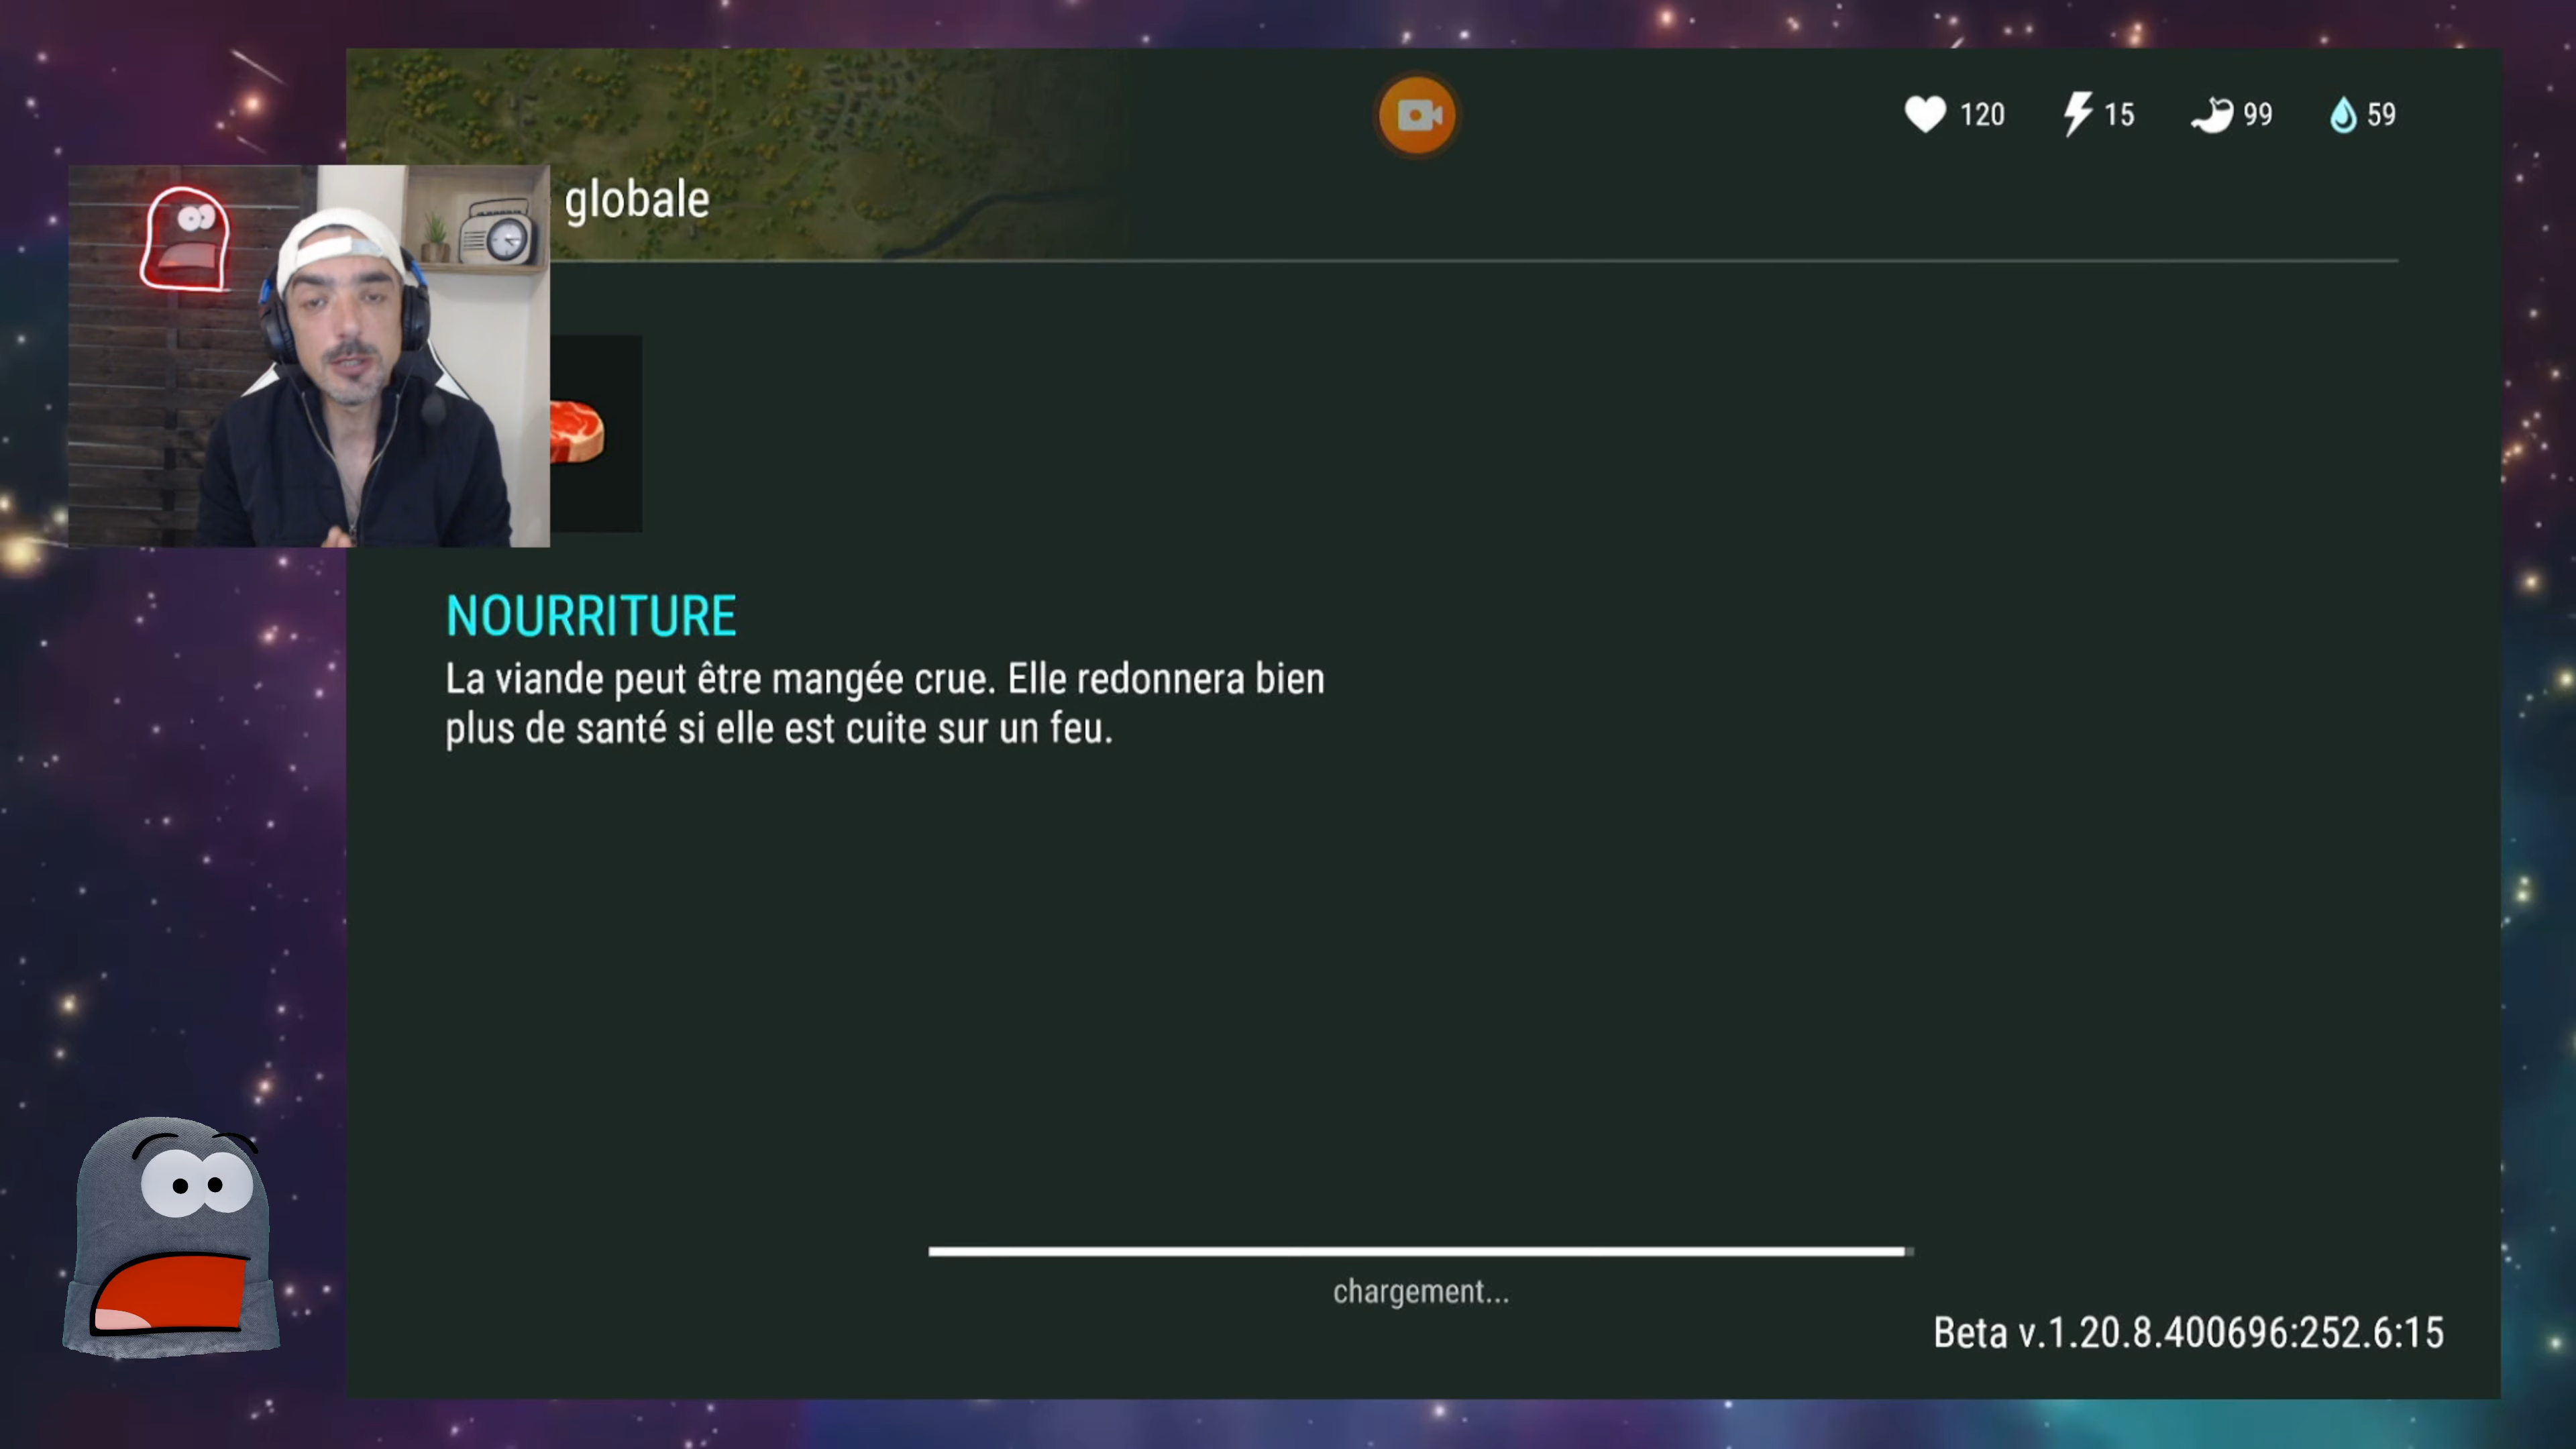 120
15
99
59
globale
NOURRITURE
La viande peut être mangée crue. Elle redonnera bien
plus de santé si elle est cuite sur un feu.
chargement...
Beta v.1.20.8.400696:252.6:15